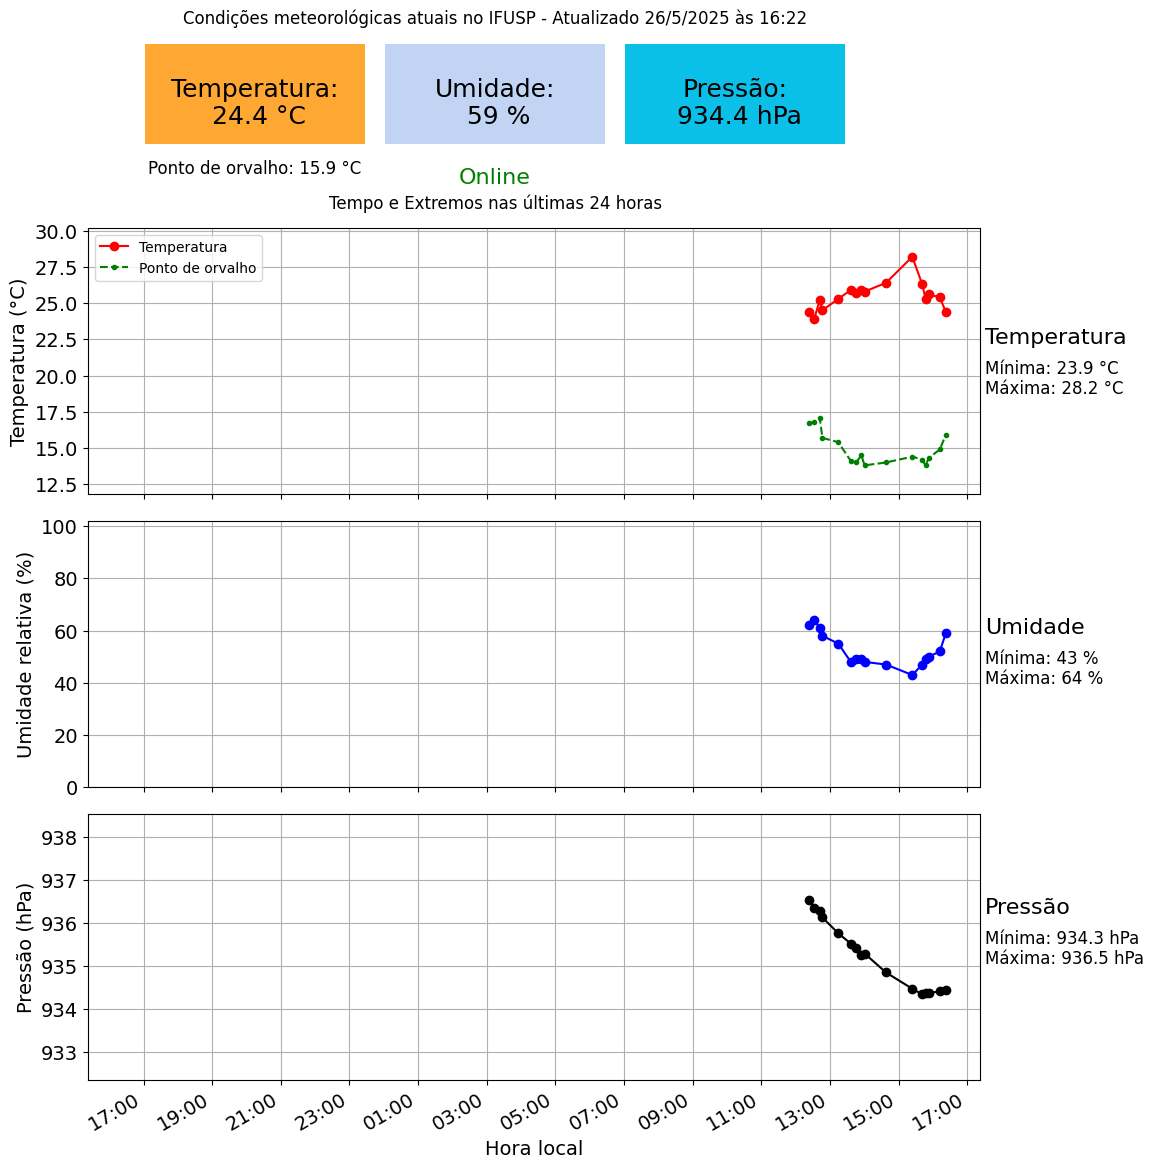 Condições meteorológicas atuais no IFUSP - Atualizado 26/5/2025 às 16:22
Temperatura:
24.4 °C
Umidade:
59 %
Pressão:
934.4 hPa
Ponto de orvalho: 15.9 °C
Online
Tempo e Extremos nas últimas 24 horas
Temperatura (°C)
30.0
27.5
25.0
22.5
20.0
17.5
15.0
12.5
Temperatura
Ponto de orvalho
Temperatura
Mínima: 23.9 °C
Máxima: 28.2 °C
Umidade relativa (%)
100
80
60
40
20
0
Umidade
Mínima: 43 %
Máxima: 64 %
Pressão (hPa)
938
937
936
935
934
933
Pressão
Mínima: 934.3 hPa
Máxima: 936.5 hPa
17:00
19:00
21:00
23:00
01:00
03:00
05:00
07:00
09:00
11:00
13:00
15:00
17:00
Hora local